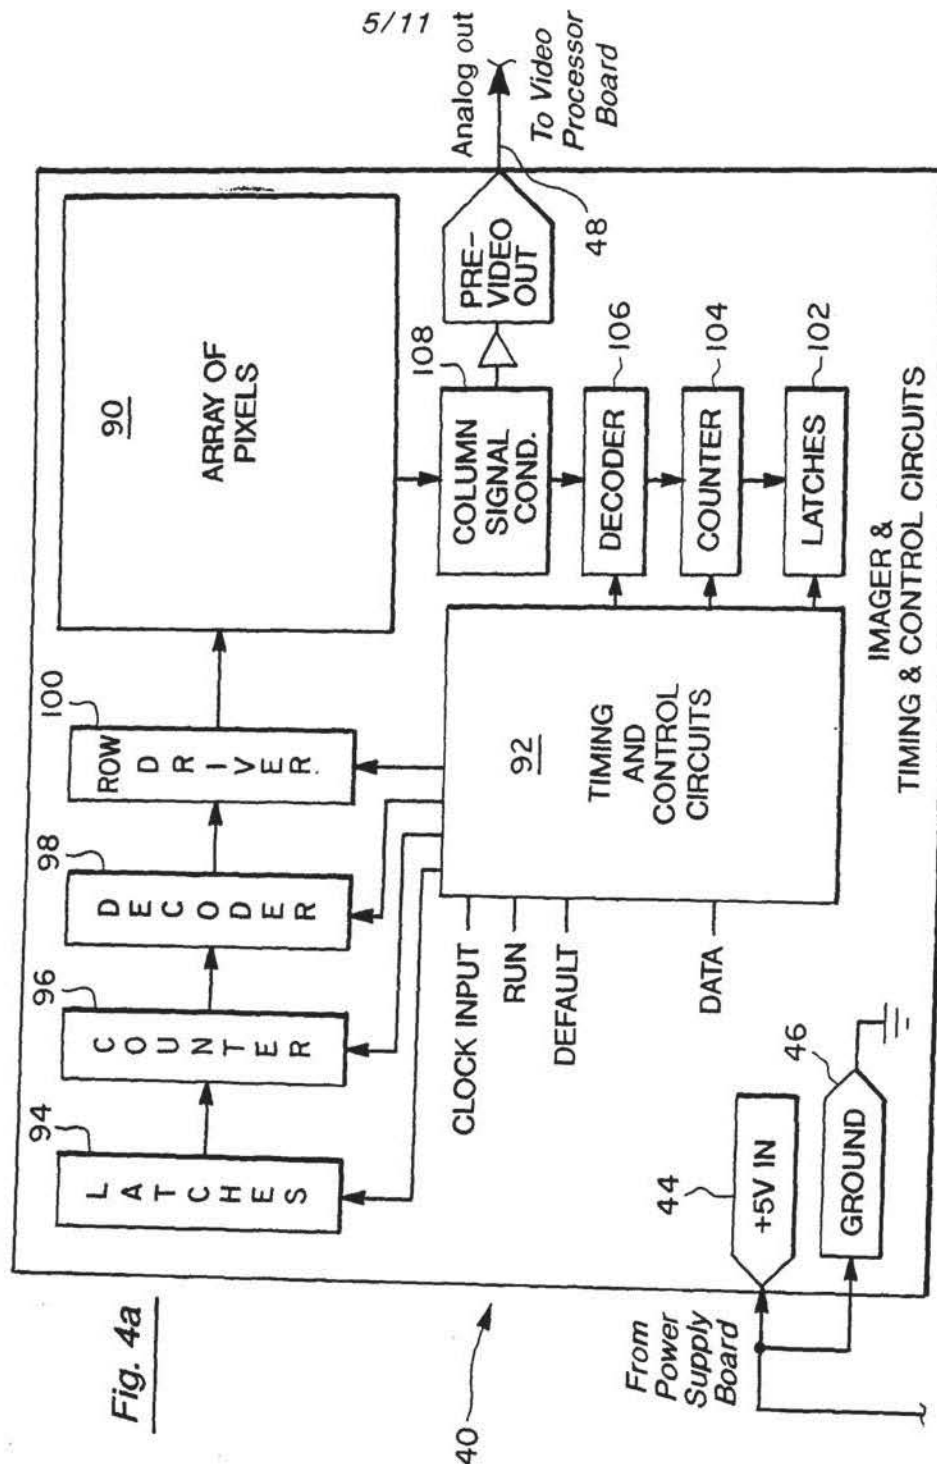 5/11
Fig. 4a
40
94
LATCHES
96
COUNTER
98
DECODER
100
ROW
DRIVER
90
ARRAY OF
PIXELS
CLOCK INPUT
RUN
DEFAULT
DATA
92
TIMING
AND
CONTROL
CIRCUITS
108
COLUMN
SIGNAL
COND.
PRE-
VIDEO
OUT
Analog out
To Video
Processor
Board
48
DECODER
106
COUNTER
104
LATCHES
102
From
Power
Supply
Board
44
+5V IN
46
GROUND
IMAGER &
TIMING & CONTROL CIRCUITS